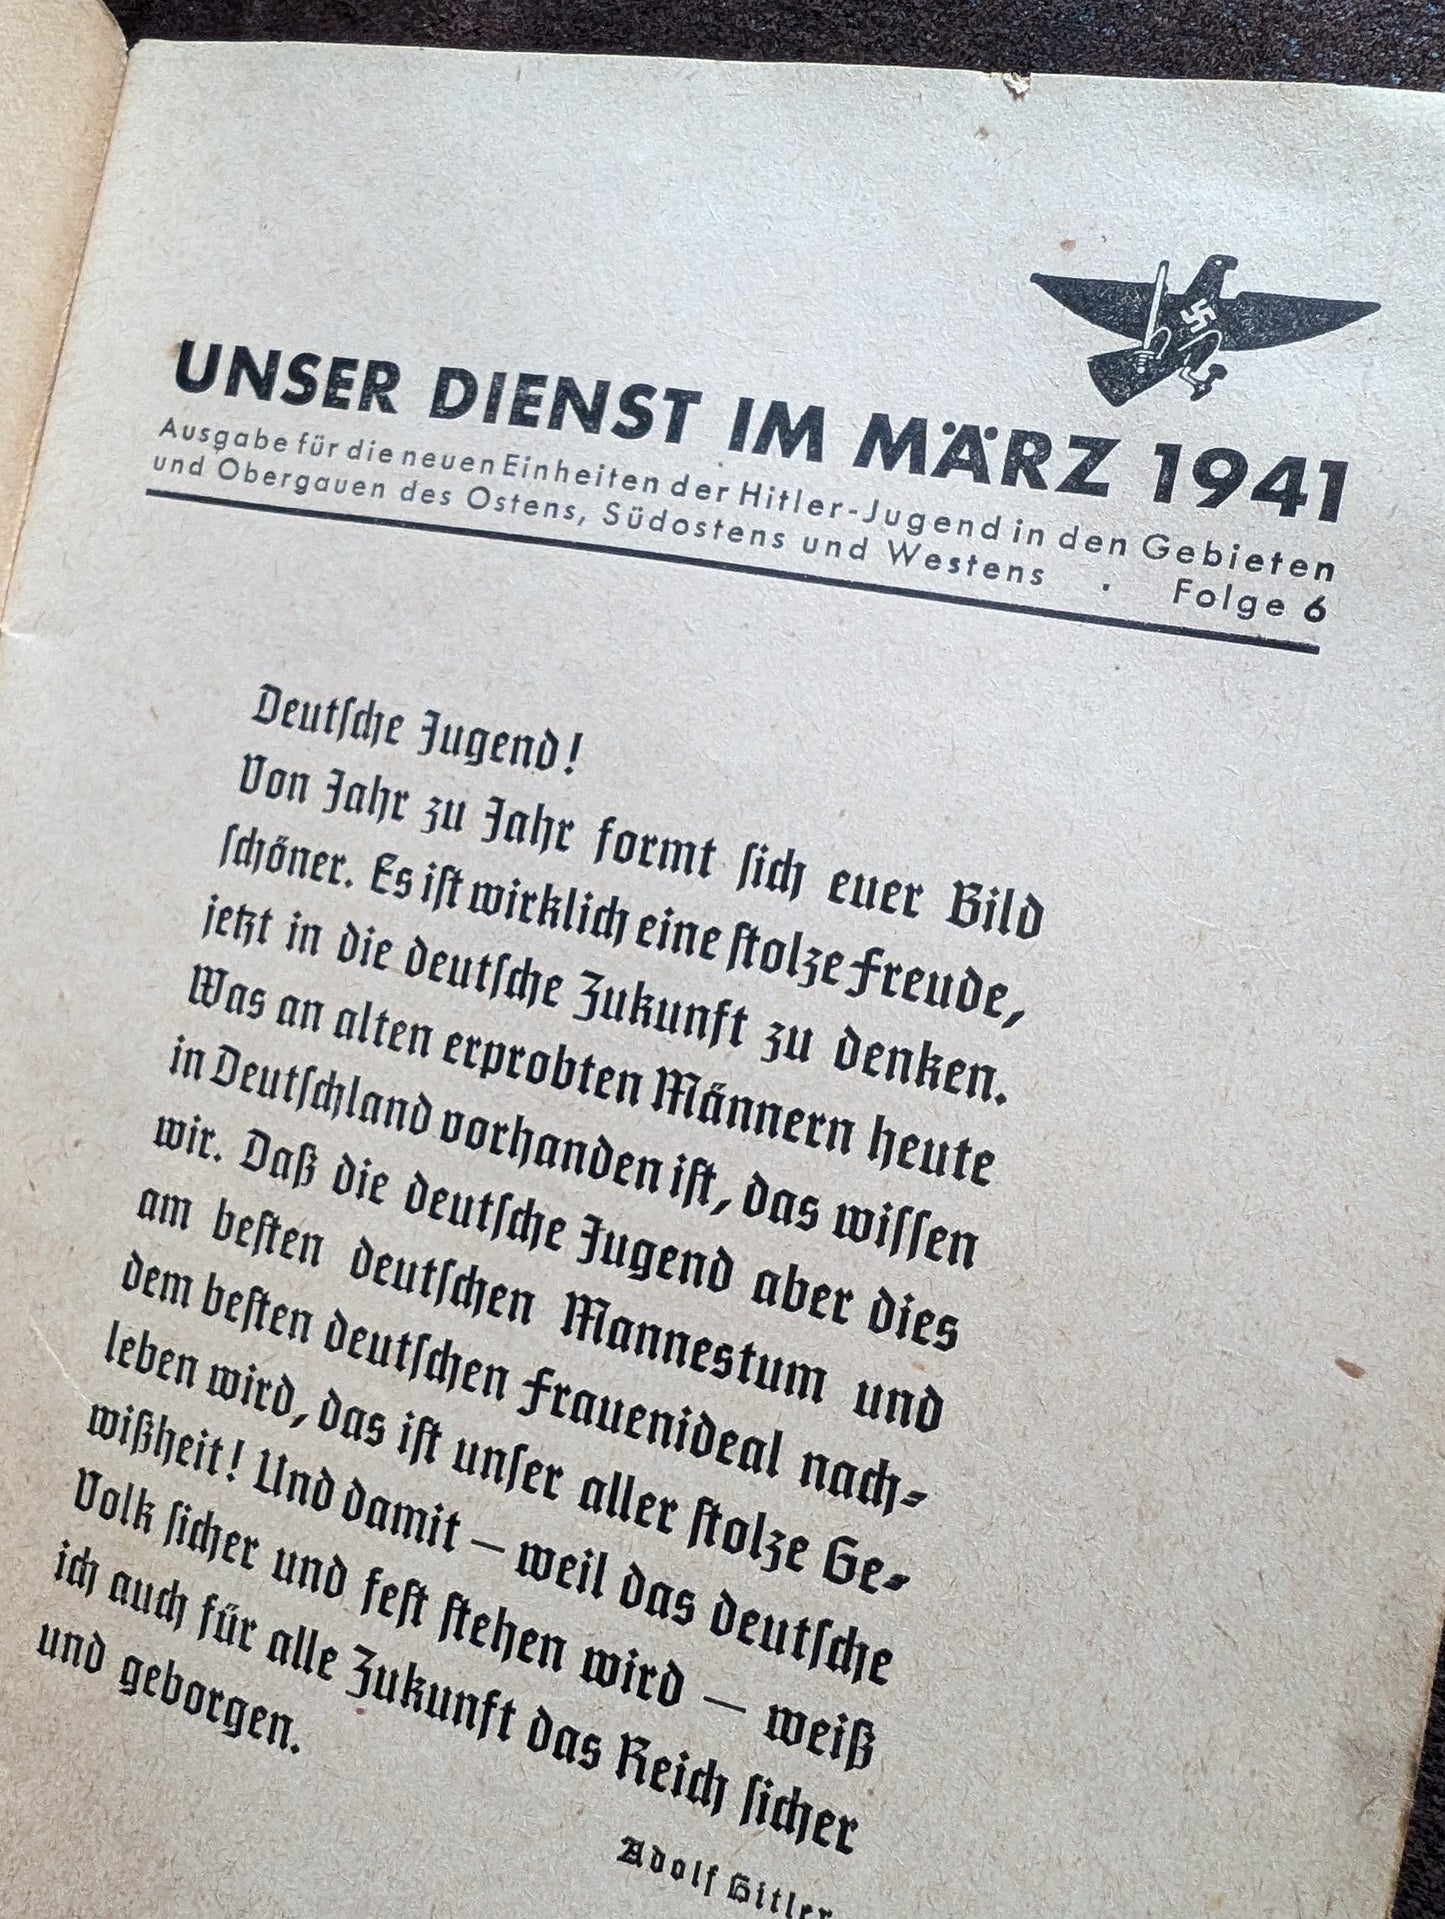 UNSER DIENST IM MÄRZ 1941
Ausgabe für die neuen Einheiten der Hitler-Jugend in den Gebieten
und Obergauen des Ostens, Südostens und Westens . Folge 6
Deutſche Jugend!
Von Jahr zu Jahr formt ſich euer Bild
ſchöner. Es iſt wirklich eine ſtolze Freude,
jetzt in die deutſche Zukunft zu denken.
Was an alten erprobten Männern heute
in Deutſchland vorhanden iſt, das wiſſen
wir. Daß die deutſche Jugend aber dies
am beſten deutſchen Mannestum und
dem beſten deutſchen Frauenideal nach-
leben wird, das iſt unſer aller ſtolze Ge-
wißheit! Und damit – weil das deutſche
Volk ſicher und feſt ſtehen wird – weiß
ich auch für alle Zukunft das Reich ſicher
und geborgen.
Adolf Hitler